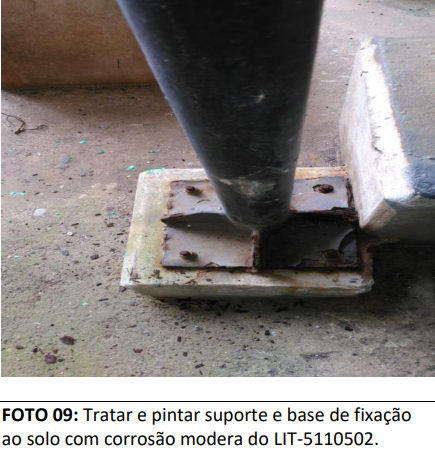 FOTO 09: Tratar e pintar suporte e base de fixação
ao solo com corrosão modera do LIT-5110502.